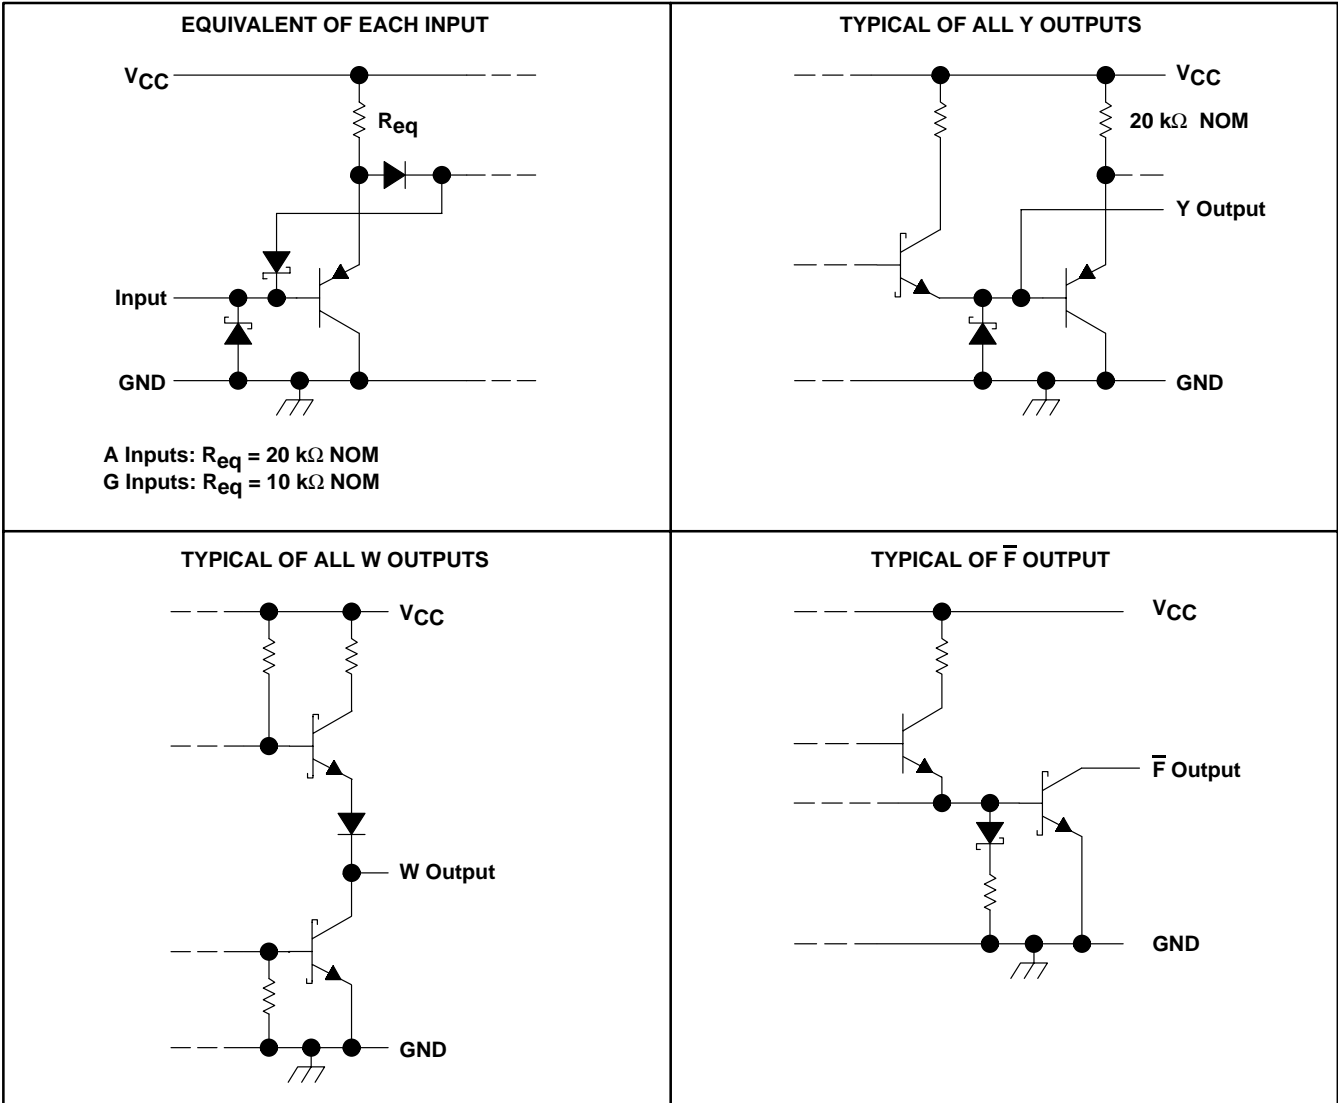 EQUIVALENT OF EACH INPUT
VCC
Req
Input
GND
A Inputs: Req = 20 kΩ NOM
G Inputs: Req = 10 kΩ NOM
TYPICAL OF ALL Y OUTPUTS
VCC
20 kΩ NOM
Y Output
GND
TYPICAL OF ALL W OUTPUTS
VCC
W Output
GND
TYPICAL OF F̅ OUTPUT
VCC
F̅ Output
GND